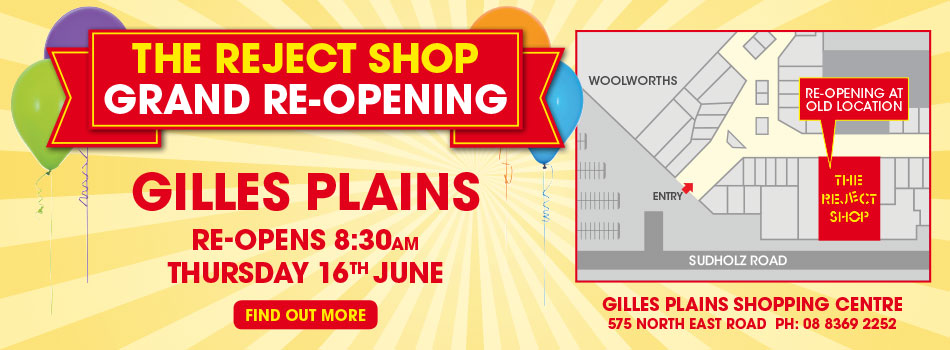 THE REJECT SHOP
GRAND RE-OPENING
GILLES PLAINS
RE-OPENS 8:30AM
THURSDAY 16TH JUNE
FIND OUT MORE
WOOLWORTHS
RE-OPENING AT
OLD LOCATION
THE
REJECT
SHOP
ENTRY
SUDHOLZ ROAD
GILLES PLAINS SHOPPING CENTRE
575 NORTH EAST ROAD PH: 08 8369 2252